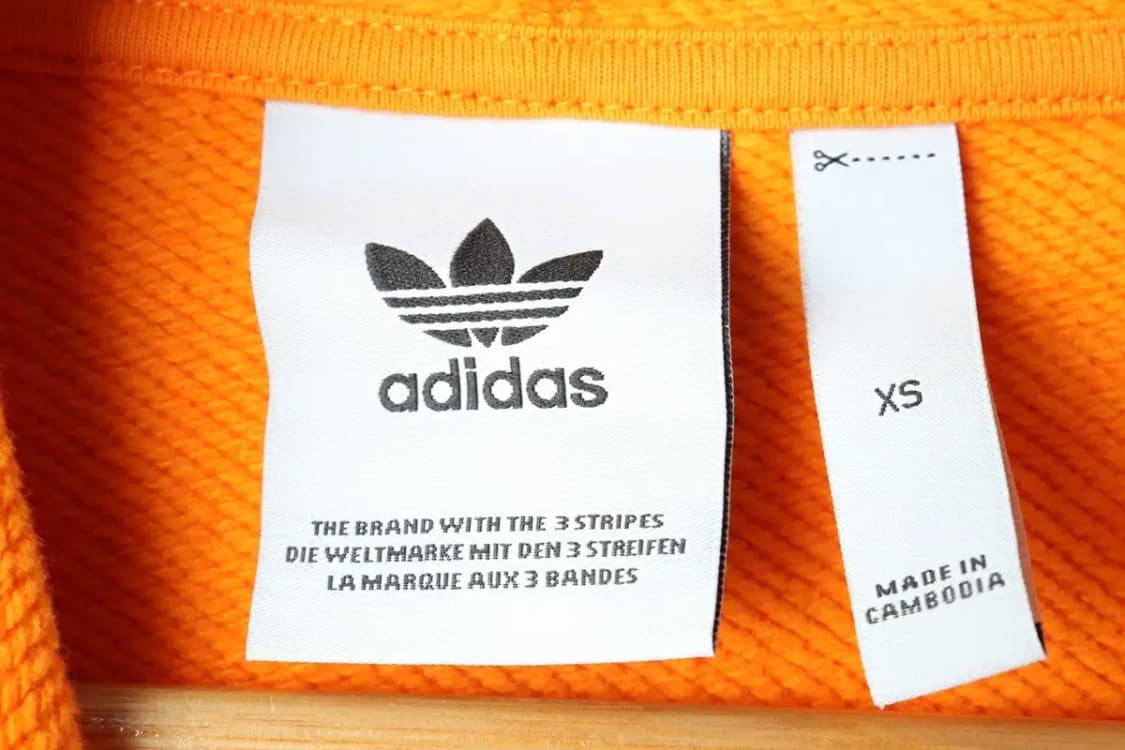 adidas
THE BRAND WITH THE 3 STRIPES
DIE WELTMARKE MIT DEN 3 STREIFEN
LA MARQUE AUX 3 BANDES
XS
MADE IN
CAMBODIA